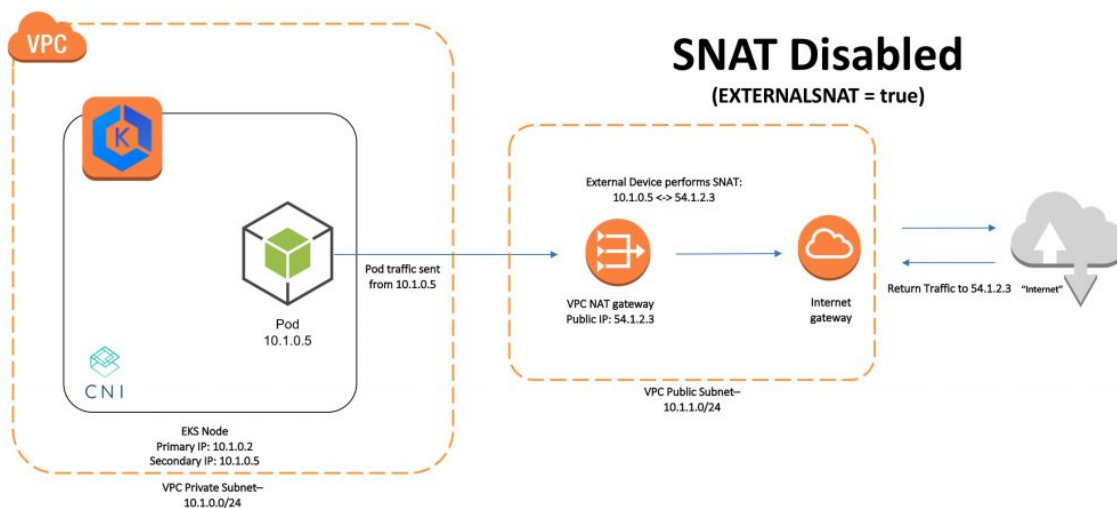 VPC
SNAT Disabled
(EXTERNALSNAT = true)
K
External Device performs SNAT:
10.1.0.5 <-> 54.1.2.3
Pod traffic sent
from 10.1.0.5
Pod
10.1.0.5
VPC NAT gateway
Public IP: 54.1.2.3
Internet
gateway
Return Traffic to 54.1.2.3
"Internet"
CNI
VPC Public Subnet–
10.1.1.0/24
EKS Node
Primary IP: 10.1.0.2
Secondary IP: 10.1.0.5
VPC Private Subnet–
10.1.0.0/24